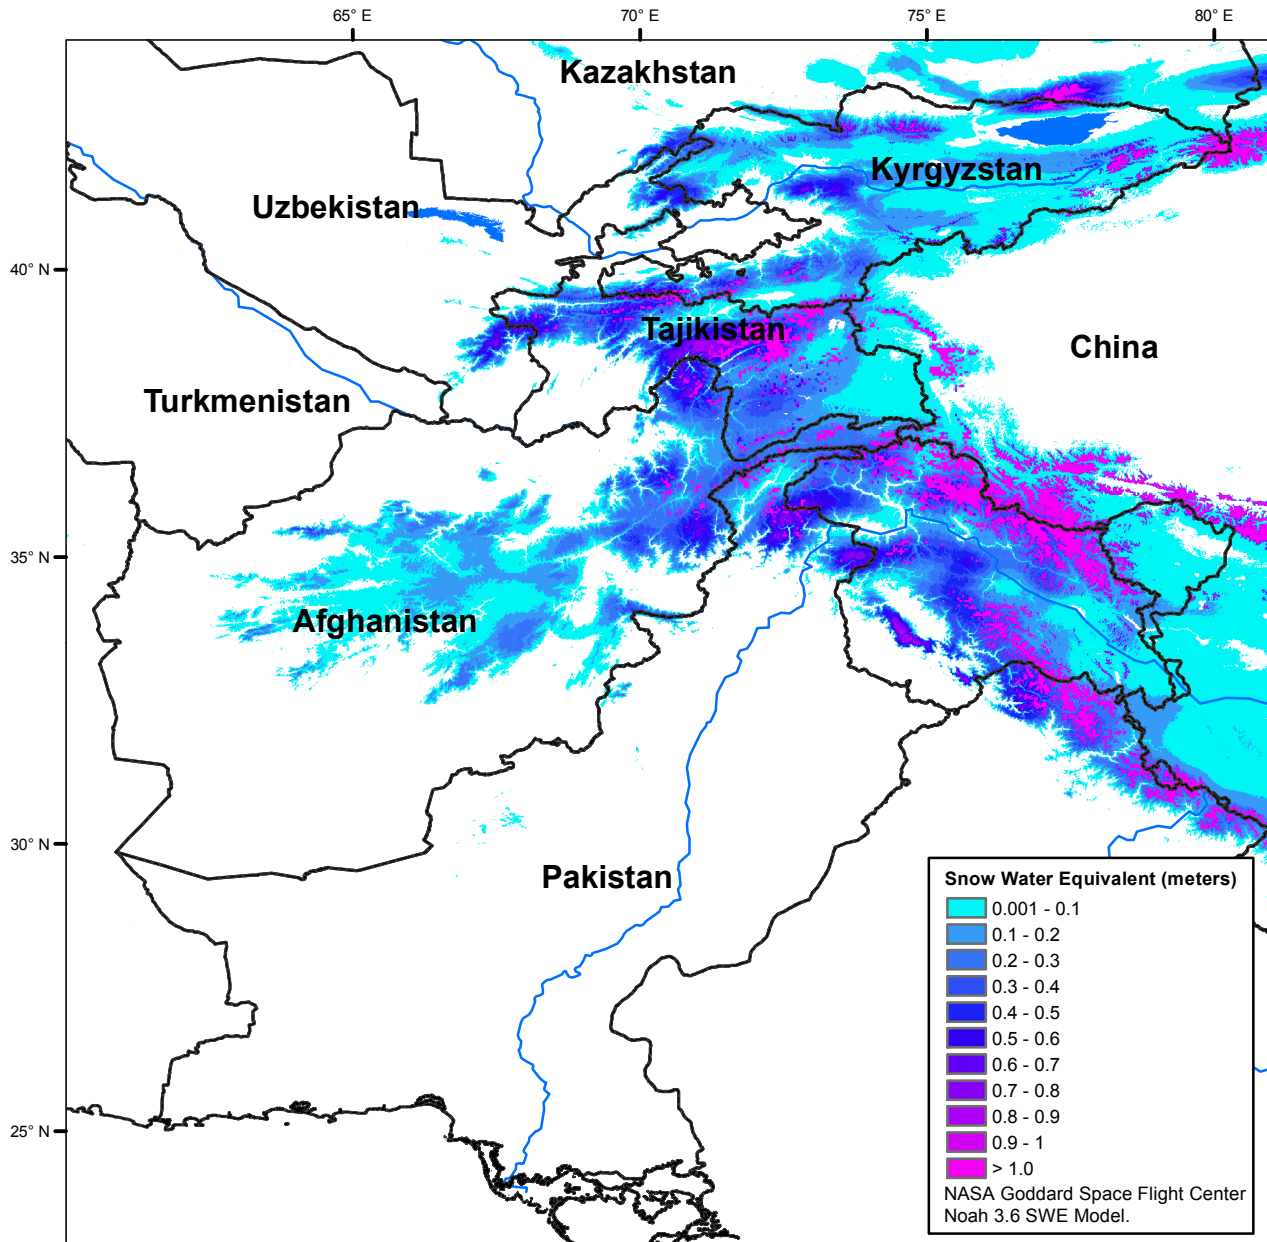 65° E
70° E
75° E
80° E
Kazakhstan
Kyrgyzstan
Uzbekistan
40° N
Tajikistan
China
Turkmenistan
35° N
Afghanistan
30° N
Pakistan
25° N
Snow Water Equivalent (meters)
0.001 - 0.1
0.1 - 0.2
0.2 - 0.3
0.3 - 0.4
0.4 - 0.5
0.5 - 0.6
0.6 - 0.7
0.7 - 0.8
0.8 - 0.9
0.9 - 1
> 1.0
NASA Goddard Space Flight Center
Noah 3.6 SWE Model.